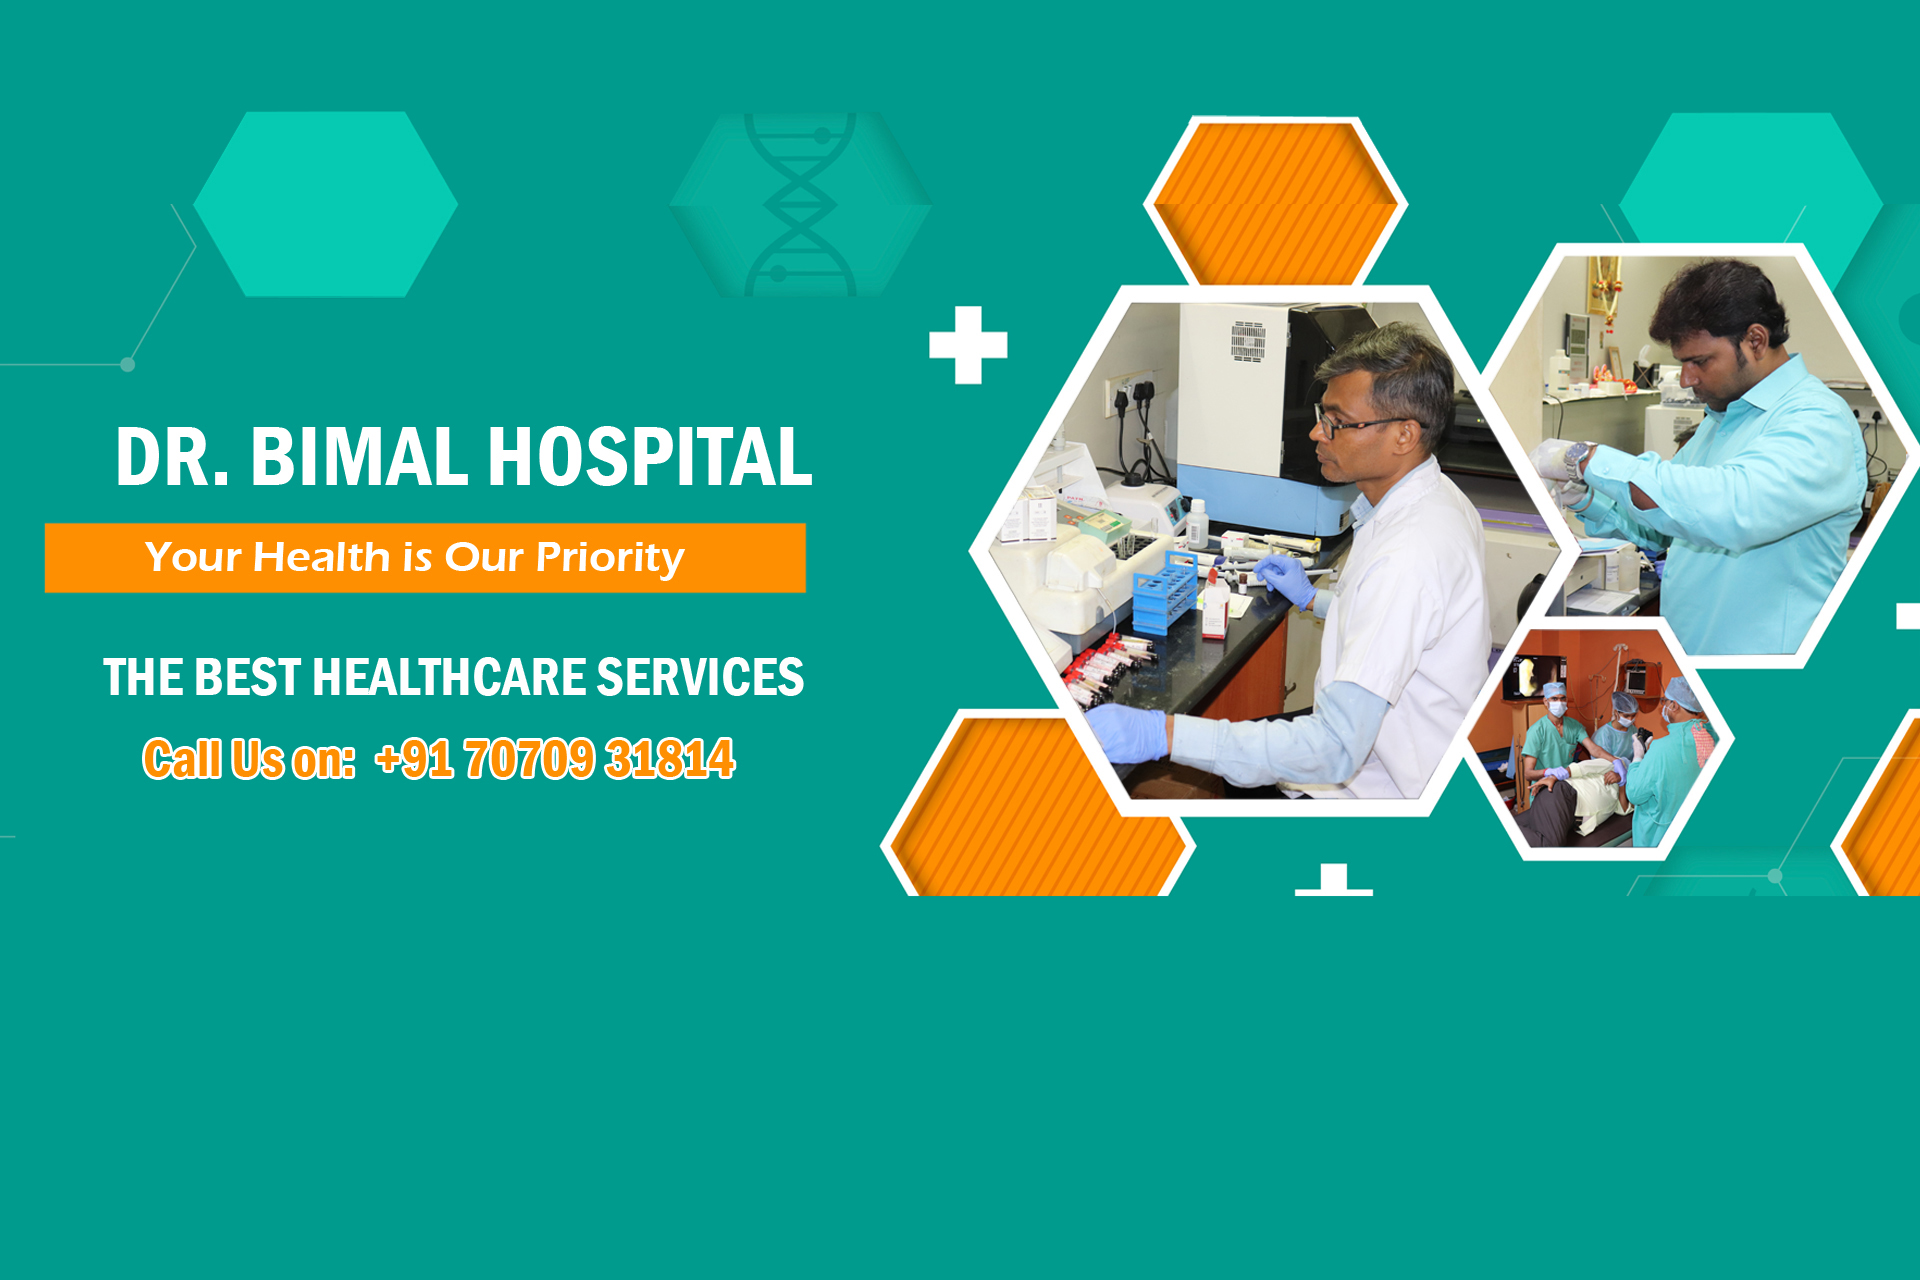 DR. BIMAL HOSPITAL
Your Health is Our Priority
THE BEST HEALTHCARE SERVICES
Call Us on: +91 70709 31814